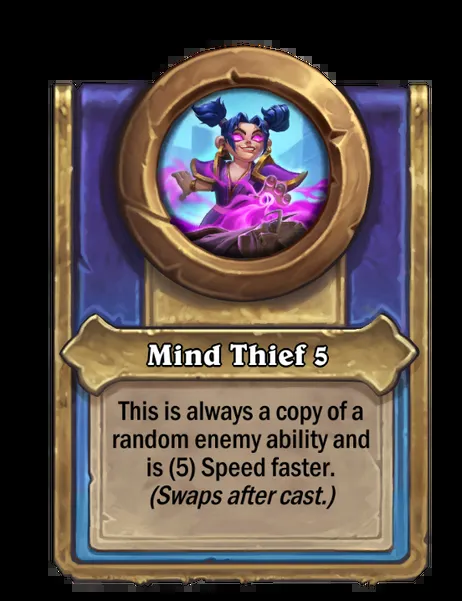 Mind Thief 5
This is always a copy of a
random enemy ability and
is (5) Speed faster.
(Swaps after cast.)